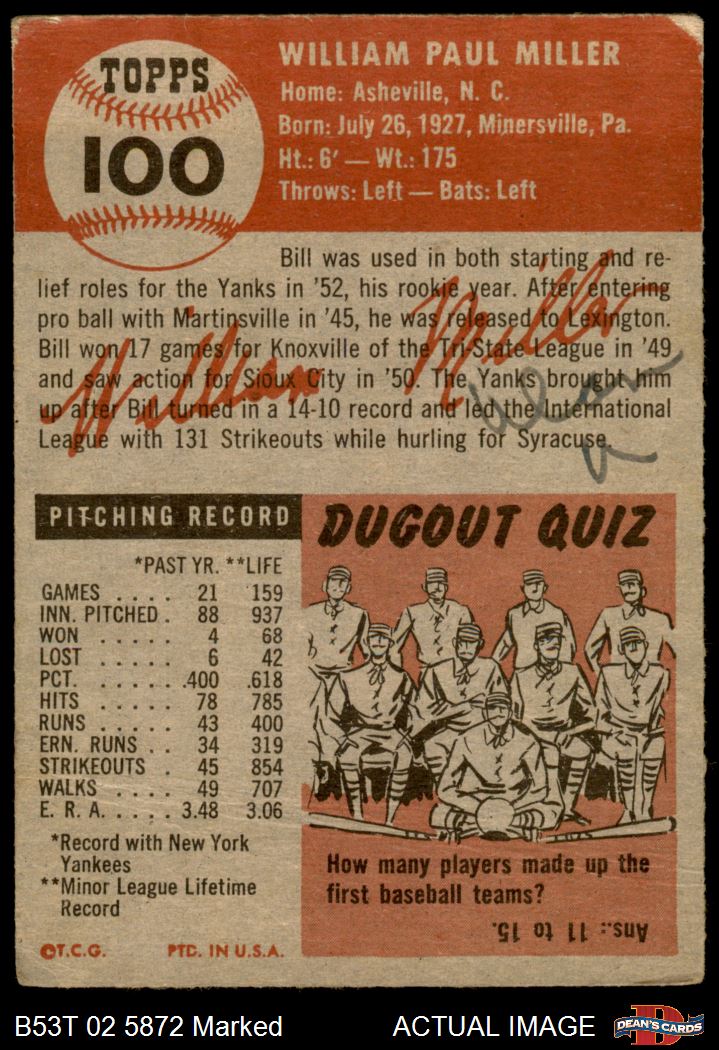 TOPPS
100
WILLIAM PAUL MILLER
Home: Asheville, N. C.
Born: July 26, 1927, Minersville, Pa.
Ht.: 6' — Wt.: 175
Throws: Left — Bats: Left
Bill was used in both starting and re-
lief roles for the Yanks in '52, his rookie year. After entering
pro ball with Martinsville in '45, he was released to Lexington.
Bill won 17 games for Knoxville of the Tri-State League in '49
and saw action for Sioux City in '50. The Yanks brought him
up after Bill turned in a 14-10 record and led the International
League with 131 Strikeouts while hurling for Syracuse.
William Miller
PITCHING RECORD
*PAST YR. **LIFE
GAMES . . . . 21 159
INN. PITCHED . 88 937
WON . . . . . 4 68
LOST . . . . . 6 42
PCT. . . . . . .400 .618
HITS . . . . . 78 785
RUNS . . . . . 43 400
ERN. RUNS . . 34 319
STRIKEOUTS . 45 854
WALKS . . . . 49 707
E. R. A. . . . . 3.48 3.06
*Record with New York
Yankees
**Minor League Lifetime
Record
©T.C.G. PTD. IN U.S.A.
DUGOUT QUIZ
How many players made up the
first baseball teams?
Ans.: 11 to 15.
B53T 02 5872 Marked
ACTUAL IMAGE
DEAN'S CARDS